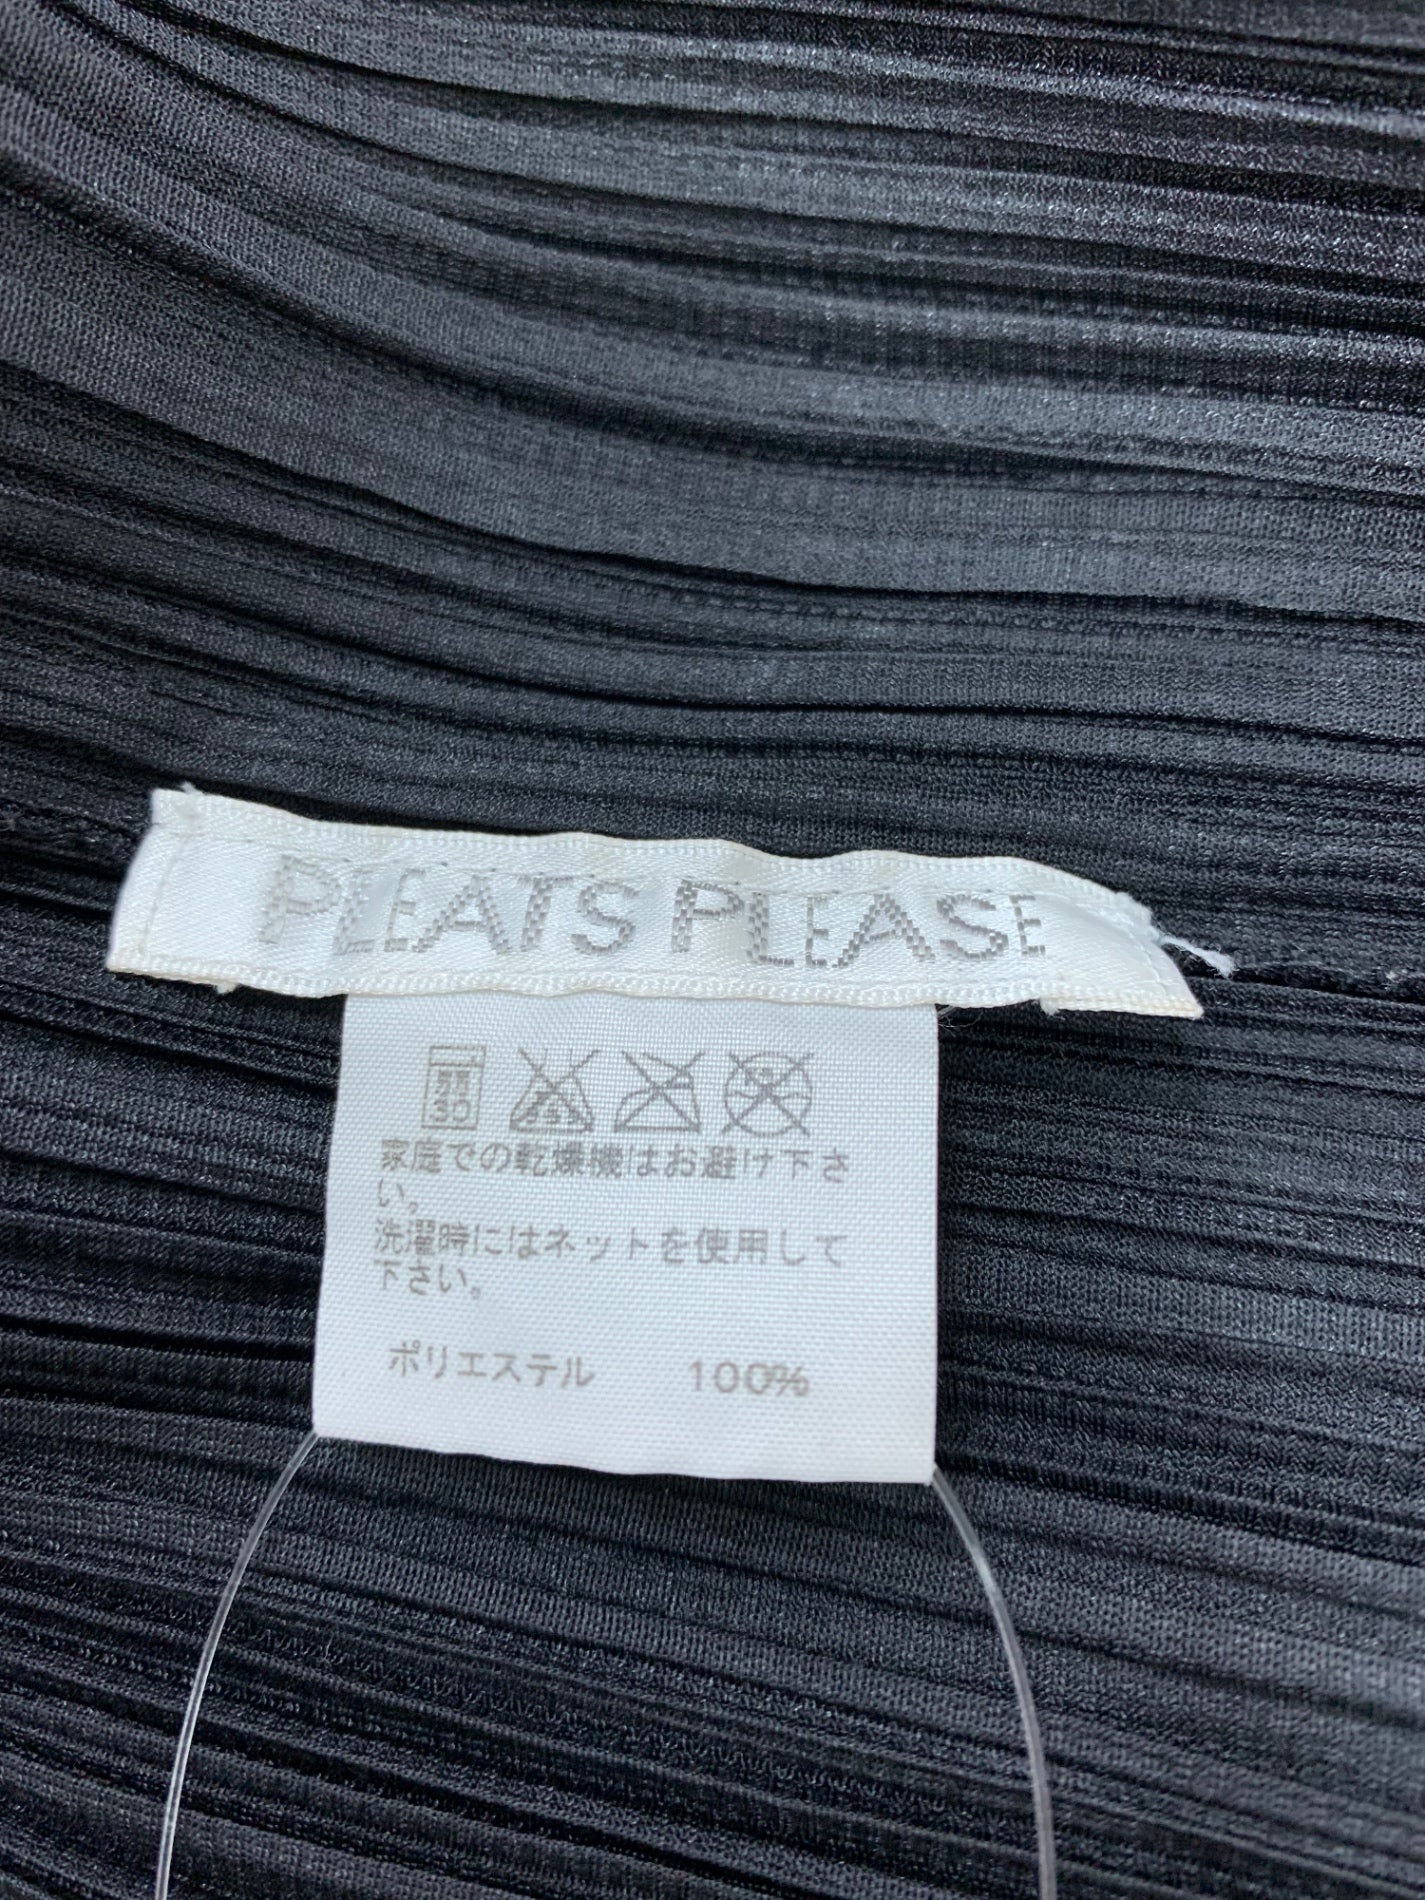 PLEATS PLEASE
家庭での乾燥機はお避け下さ
い。
洗濯時にはネットを使用して
下さい。
ポリエステル 100%